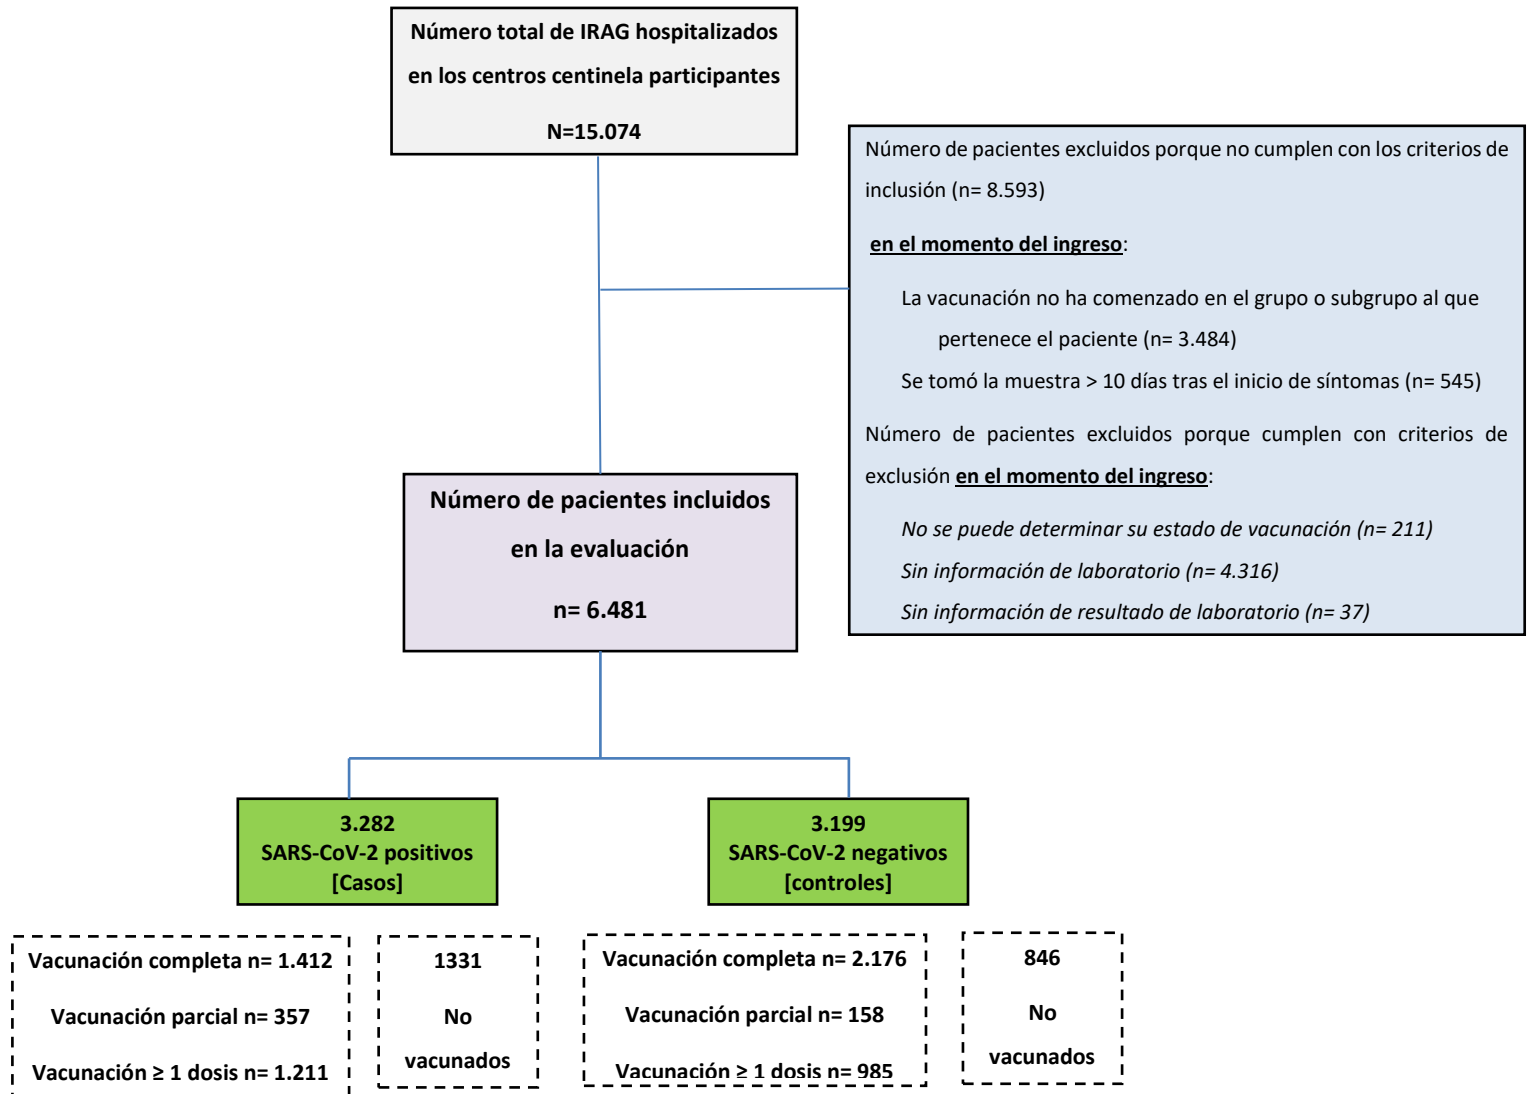 Número total de IRAG hospitalizados
en los centros centinela participantes
N=15.074
Número de pacientes excluidos porque no cumplen con los criterios de
inclusión (n= 8.593)
en el momento del ingreso:
La vacunación no ha comenzado en el grupo o subgrupo al que
pertenece el paciente (n= 3.484)
Se tomó la muestra > 10 días tras el inicio de síntomas (n= 545)
Número de pacientes excluidos porque cumplen con criterios de
exclusión en el momento del ingreso:
No se puede determinar su estado de vacunación (n= 211)
Sin información de laboratorio (n= 4.316)
Sin información de resultado de laboratorio (n= 37)
Número de pacientes incluidos
en la evaluación
n= 6.481
3.282
SARS-CoV-2 positivos
[Casos]
3.199
SARS-CoV-2 negativos
[controles]
Vacunación completa n= 1.412
Vacunación parcial n= 357
Vacunación ≥ 1 dosis n= 1.211
1331
No
vacunados
Vacunación completa n= 2.176
Vacunación parcial n= 158
Vacunación ≥ 1 dosis n= 985
846
No
vacunados